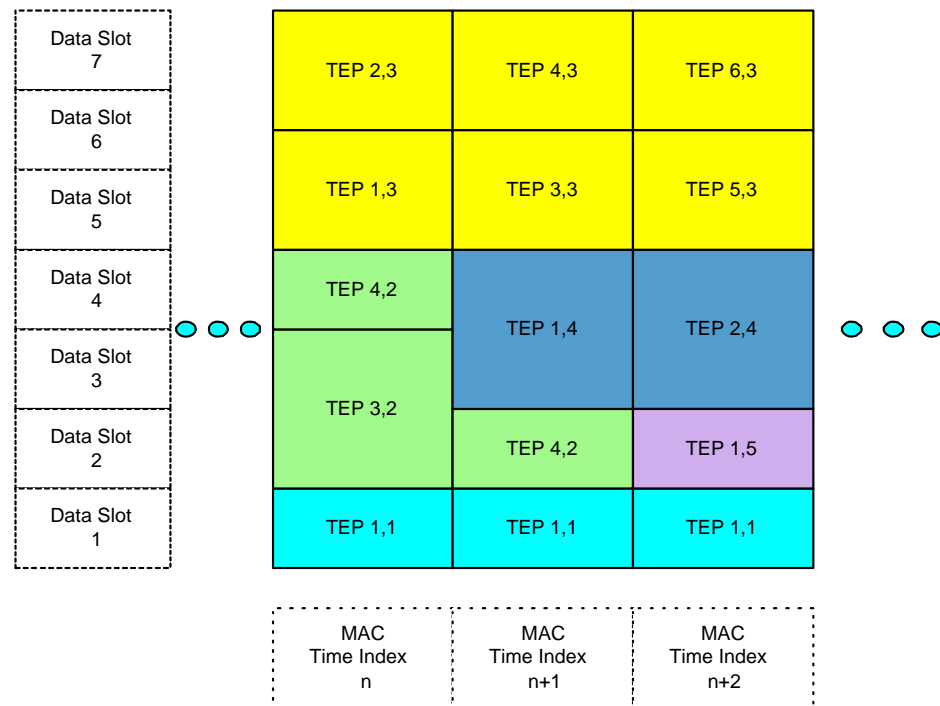 Data Slot
7
Data Slot
6
Data Slot
5
Data Slot
4
Data Slot
3
Data Slot
2
Data Slot
1
TEP 2,3
TEP 4,3
TEP 6,3
TEP 1,3
TEP 3,3
TEP 5,3
TEP 4,2
TEP 1,4
TEP 2,4
TEP 3,2
TEP 4,2
TEP 1,5
TEP 1,1
TEP 1,1
TEP 1,1
MAC
Time Index
n
MAC
Time Index
n+1
MAC
Time Index
n+2